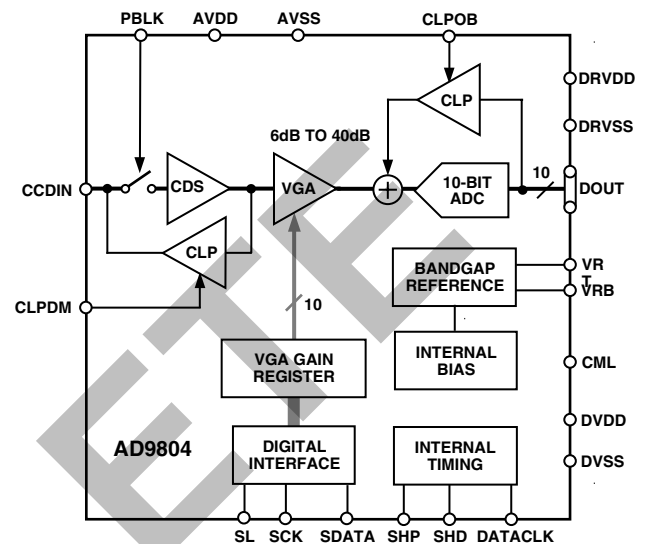 PBLK AVDD AVSS CLPOB
DRVDD
CLP
DRVSS
6dB TO 40dB
CCDIN
CDS
VGA
10-BIT
ADC
10
DOUT
CLP
BANDGAP
REFERENCE
VR
T
VRB
CLPDM
10
VGA GAIN
REGISTER
INTERNAL
BIAS
CML
DVDD
AD9804
DIGITAL
INTERFACE
INTERNAL
TIMING
DVSS
SL SCK SDATA SHP SHD DATACLK
ETE